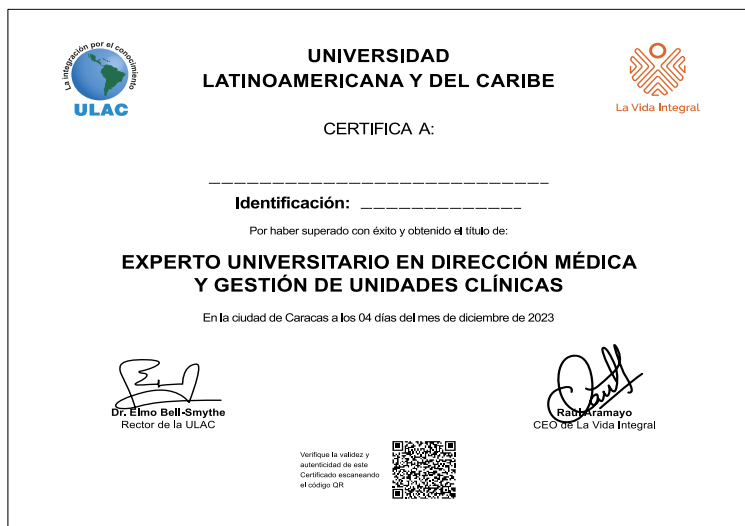 La integración por el conocimiento
ULAC
UNIVERSIDAD
LATINOAMERICANA Y DEL CARIBE
La Vida Integral
CERTIFICA A:
Identificación:
Por haber superado con éxito y obtenido el título de:
EXPERTO UNIVERSITARIO EN DIRECCIÓN MÉDICA
Y GESTIÓN DE UNIDADES CLÍNICAS
En la ciudad de Caracas a los 04 días del mes de diciembre de 2023
Dr. Elmo Bell-Smythe
Rector de la ULAC
Raúl Aramayo
CEO de La Vida Integral
Verifique la validez y
autenticidad de este
Certificado escaneando
el código QR